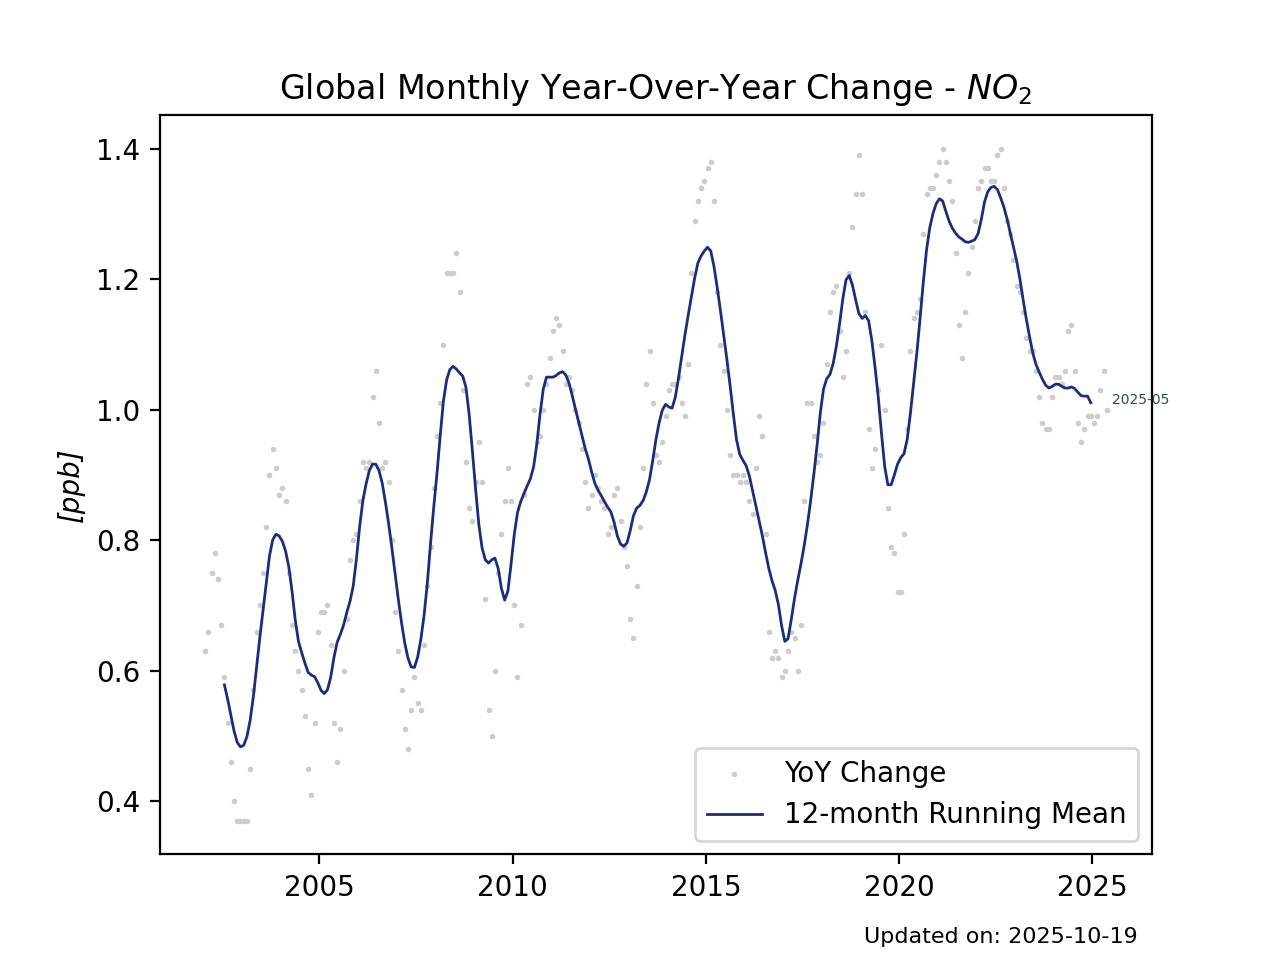 Global Monthly Year-Over-Year Change - NO₂
1.4
1.2
1.0
0.8
0.6
0.4
[ppb]
2025-05
YoY Change
12-month Running Mean
2005 2010 2015 2020 2025
Updated on: 2025-10-19